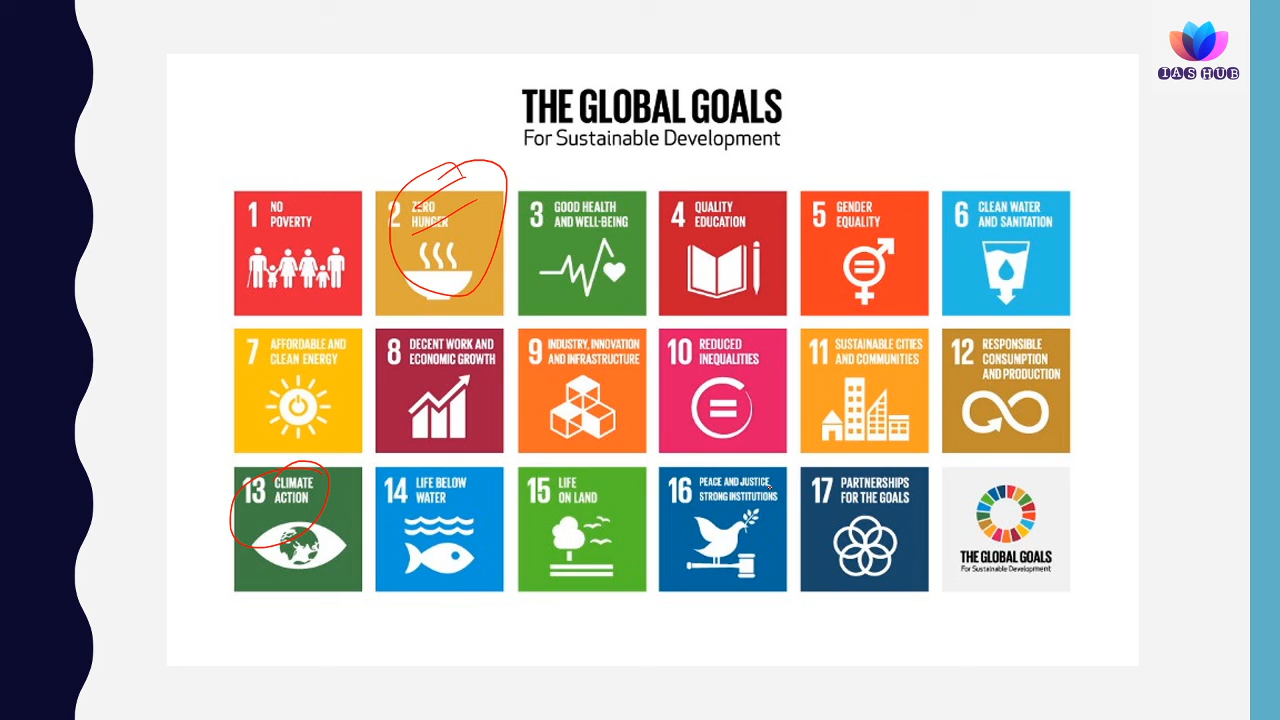 IAS HUB
THE GLOBAL GOALS
For Sustainable Development
1 NO
POVERTY
2 ZERO
HUNGER
3 GOOD HEALTH
AND WELL-BEING
4 QUALITY
EDUCATION
5 GENDER
EQUALITY
6 CLEAN WATER
AND SANITATION
7 AFFORDABLE AND
CLEAN ENERGY
8 DECENT WORK AND
ECONOMIC GROWTH
9 INDUSTRY, INNOVATION
AND INFRASTRUCTURE
10 REDUCED
INEQUALITIES
11 SUSTAINABLE CITIES
AND COMMUNITIES
12 RESPONSIBLE
CONSUMPTION
AND PRODUCTION
13 CLIMATE
ACTION
14 LIFE BELOW
WATER
15 LIFE
ON LAND
16 PEACE AND JUSTICE
STRONG INSTITUTIONS
17 PARTNERSHIPS
FOR THE GOALS
THE GLOBAL GOALS
For Sustainable Development